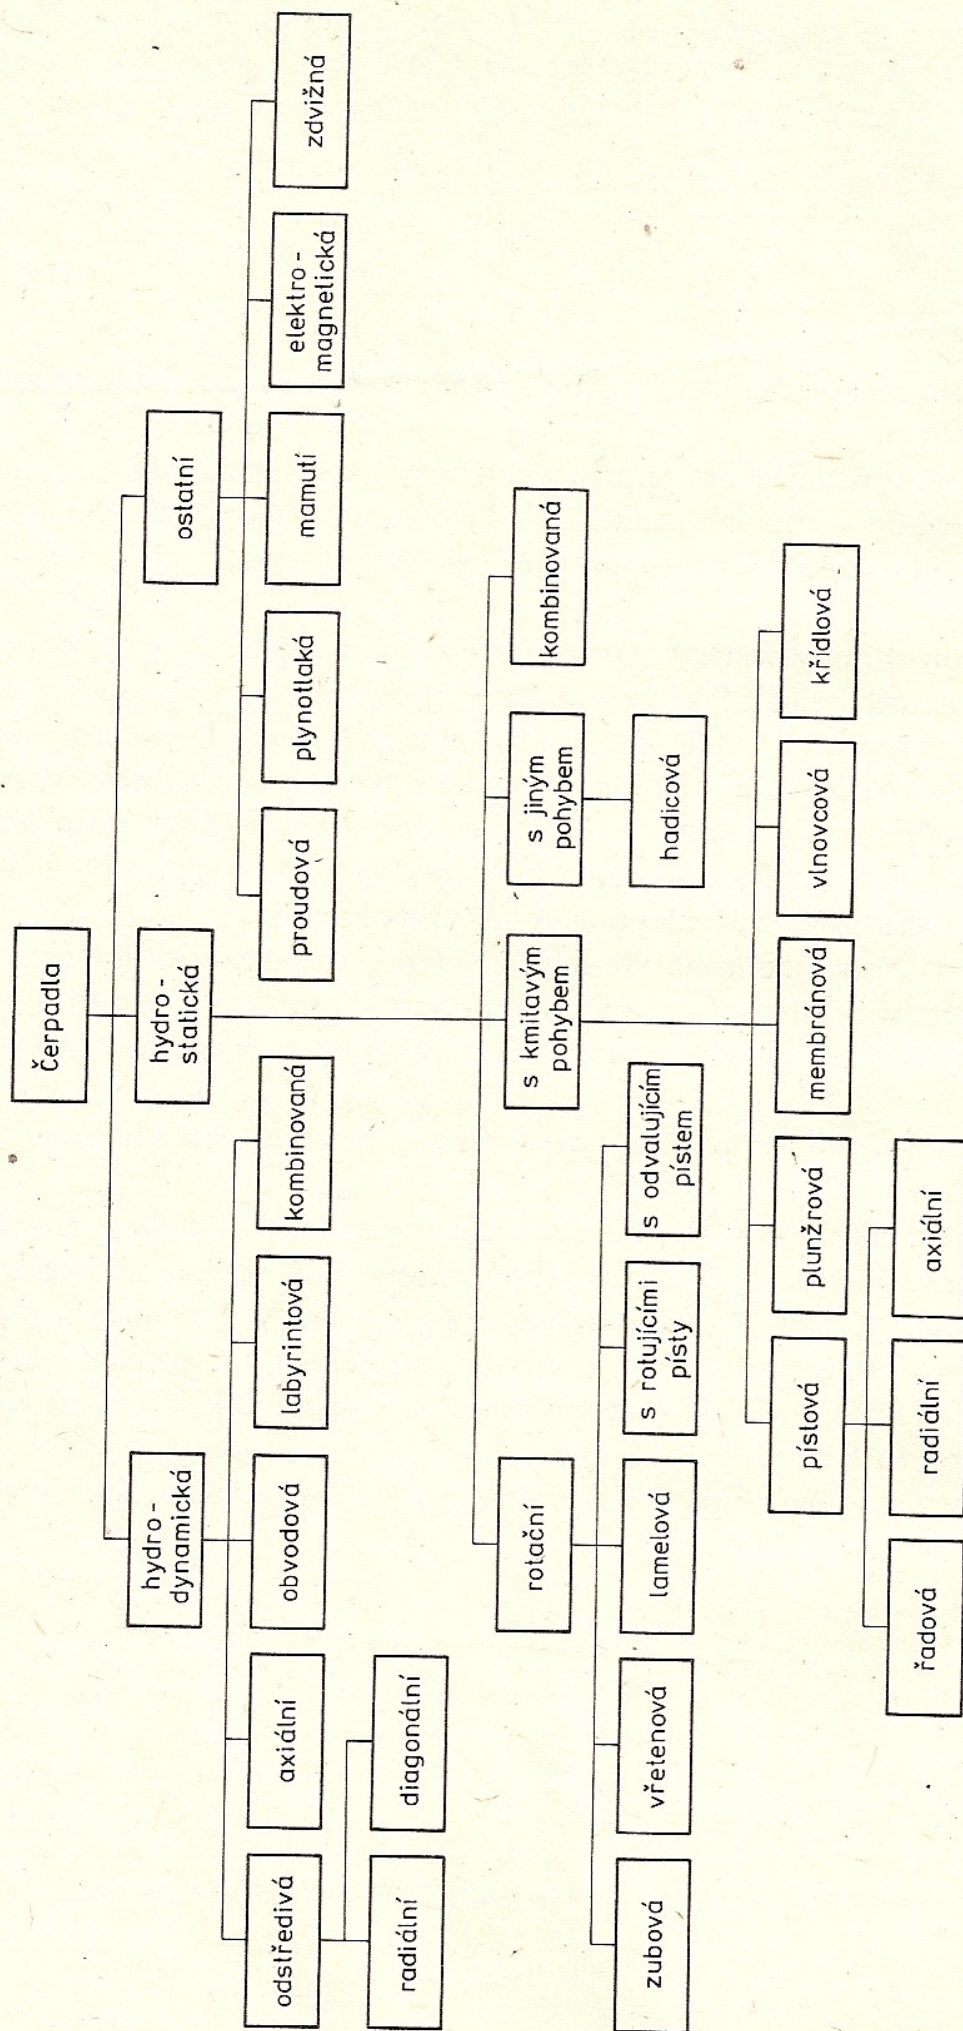 Čerpadla
hydro-
dynamická
hydro-
statická
ostatní
odstředivá
axiální
obvodová
labyrintová
kombinovaná
proudová
plynotlaká
mamutí
elektro-
magnelická
zdvižná
radiální
diagonální
rotační
s kmitavým
pohybem
s jiným
pohybem
kombinovaná
zubová
vřetenová
lamelová
s rotujícími
písty
s odvalujícím
pístem
hadicová
pístová
plunžrová
membránová
vlnovcová
křídlová
řadová
radiální
axiální